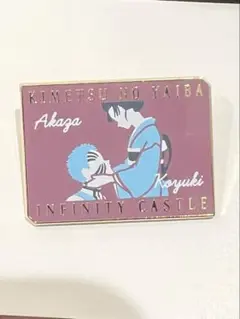 KIMETSU NO YAIBA
Akaza
Koyuki
INFINITY CASTLE